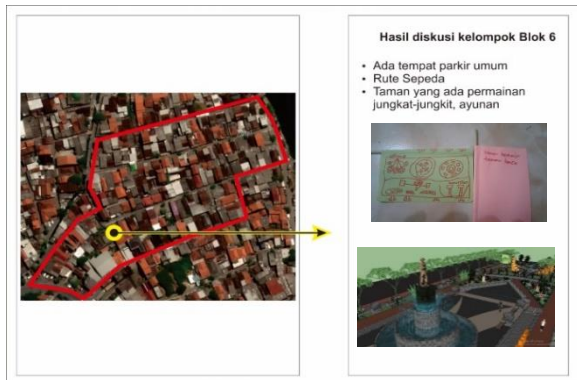 Hasil diskusi kelompok Blok 6
• Ada tempat parkir umum
• Rute Sepeda
• Taman yang ada permainan
jungkat-jungkit, ayunan